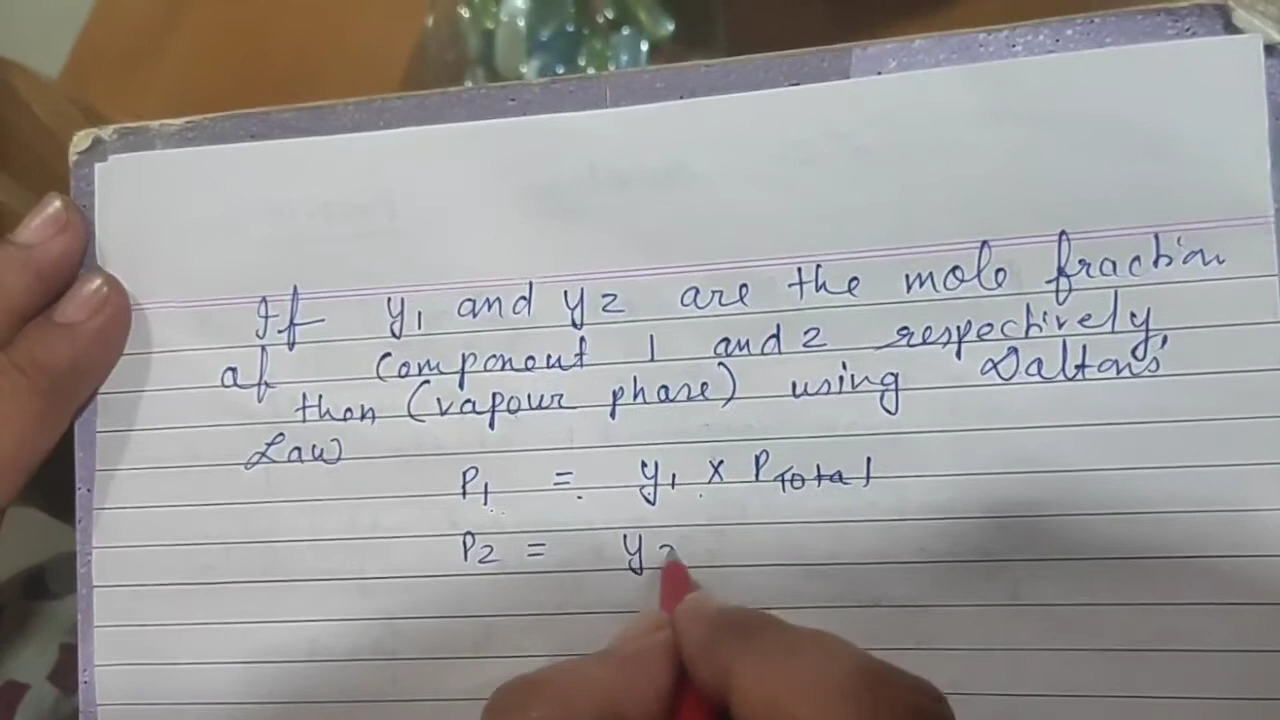 If y1 and y2 are the mole fraction
of component 1 and 2 respectively,
then (vapour phase) using Dalton's
Law
P1 = y1 × PTotal
P2 = y2